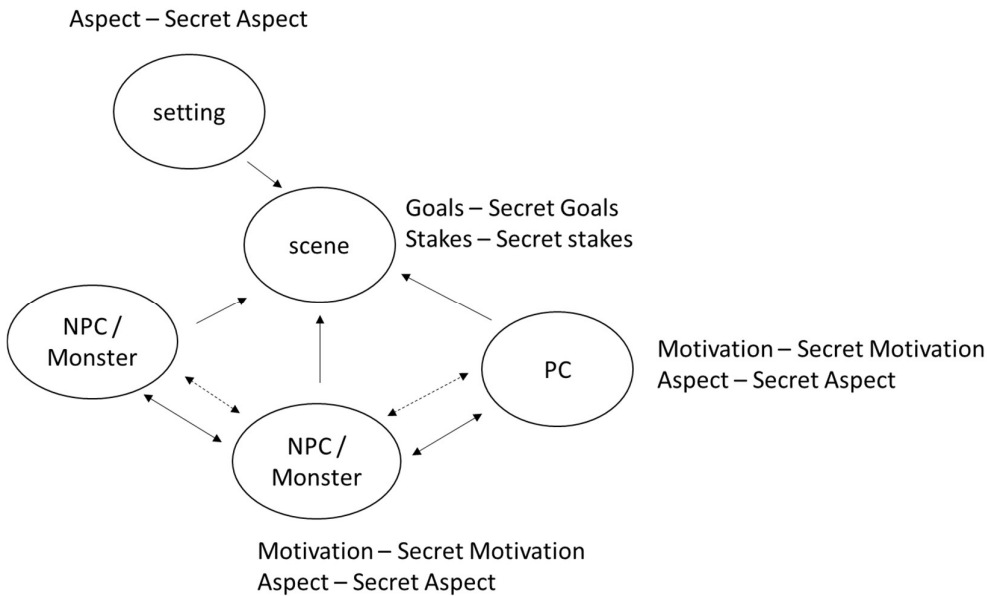 Aspect – Secret Aspect
setting
Goals – Secret Goals
Stakes – Secret stakes
scene
NPC /
Monster
Motivation – Secret Motivation
Aspect – Secret Aspect
PC
NPC /
Monster
Motivation – Secret Motivation
Aspect – Secret Aspect